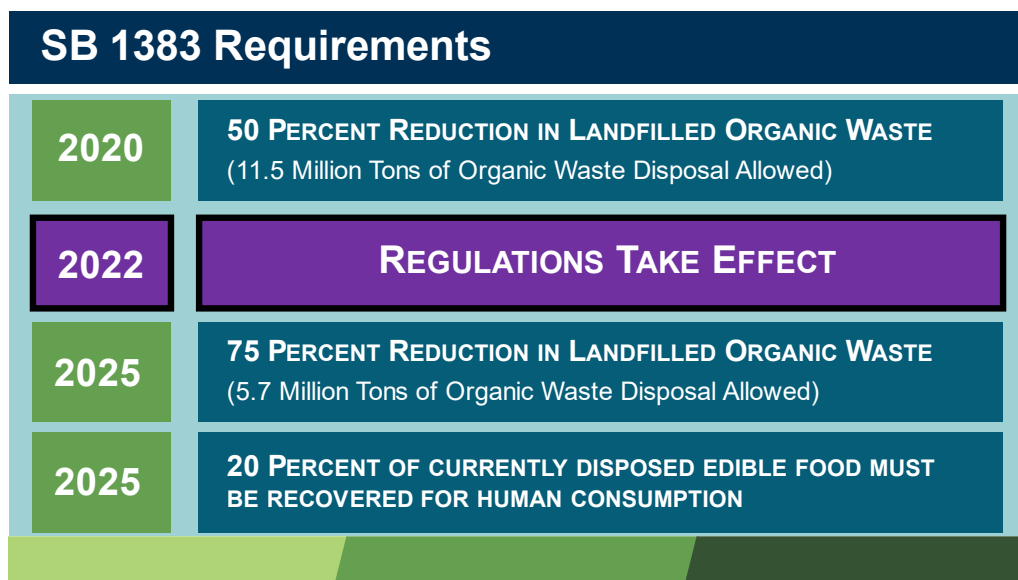 SB 1383 Requirements
2020
50 PERCENT REDUCTION IN LANDFILLED ORGANIC WASTE
(11.5 Million Tons of Organic Waste Disposal Allowed)
2022
REGULATIONS TAKE EFFECT
2025
75 PERCENT REDUCTION IN LANDFILLED ORGANIC WASTE
(5.7 Million Tons of Organic Waste Disposal Allowed)
2025
20 PERCENT OF CURRENTLY DISPOSED EDIBLE FOOD MUST
BE RECOVERED FOR HUMAN CONSUMPTION